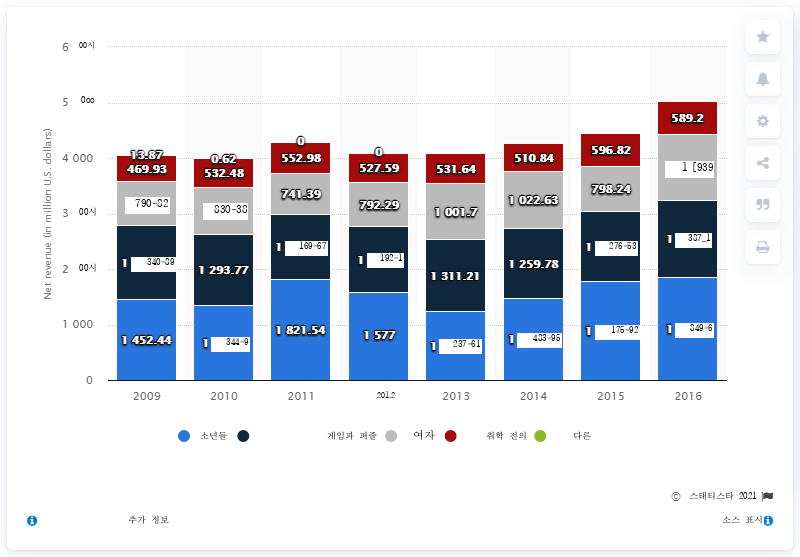 6 00시
5 0∞
4 000
3 00시
2 00시
1 000
0
Net revenue (in million U.S. dollars)
13.87 0.62 0 0
469.93 532.48 552.98 527.59 531.64 510.84 596.82 589.2
790-82 830-38 741.39 792.29 1 001.7 1 022.63 798.24 1 [939
1 340-89 1 293.77 1 169-67 1 192-1 1 311.21 1 259.78 1 276-53 1 387_1
1 452.44 1 344-9 1 821.54 1 577 1 237-61 1 483-95 1 175-92 1 849-6
2009 2010 2011 2012 2013 2014 2015 2016
소년들 게임과 퍼즐 여자 취학 전의 다른
© 스태티스타 2021
추가 정보 소스 표시